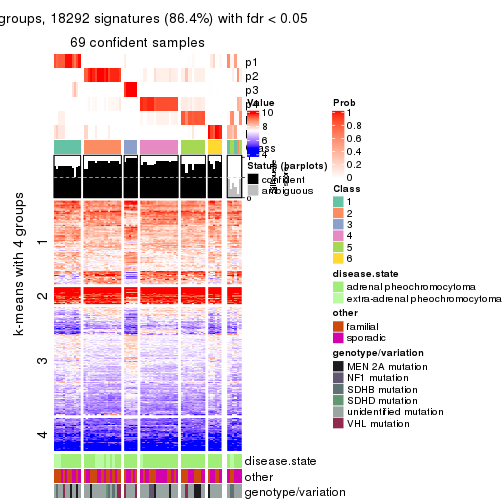 groups, 18292 signatures (86.4%) with fdr < 0.05
69 confident samples
p1
p2
p3
p4
Value
10
8
6
4
Status (barplots)
confident
ambiguous
1
2
3
4
k-means with 4 groups
disease.state
other
genotype/variation
Prob
1
0.8
0.6
0.4
0.2
0
Class
1
2
3
4
5
6
disease.state
adrenal pheochromocytoma
extra-adrenal pheochromocytoma
other
familial
sporadic
genotype/variation
MEN 2A mutation
NF1 mutation
SDHB mutation
SDHD mutation
unidentified mutation
VHL mutation